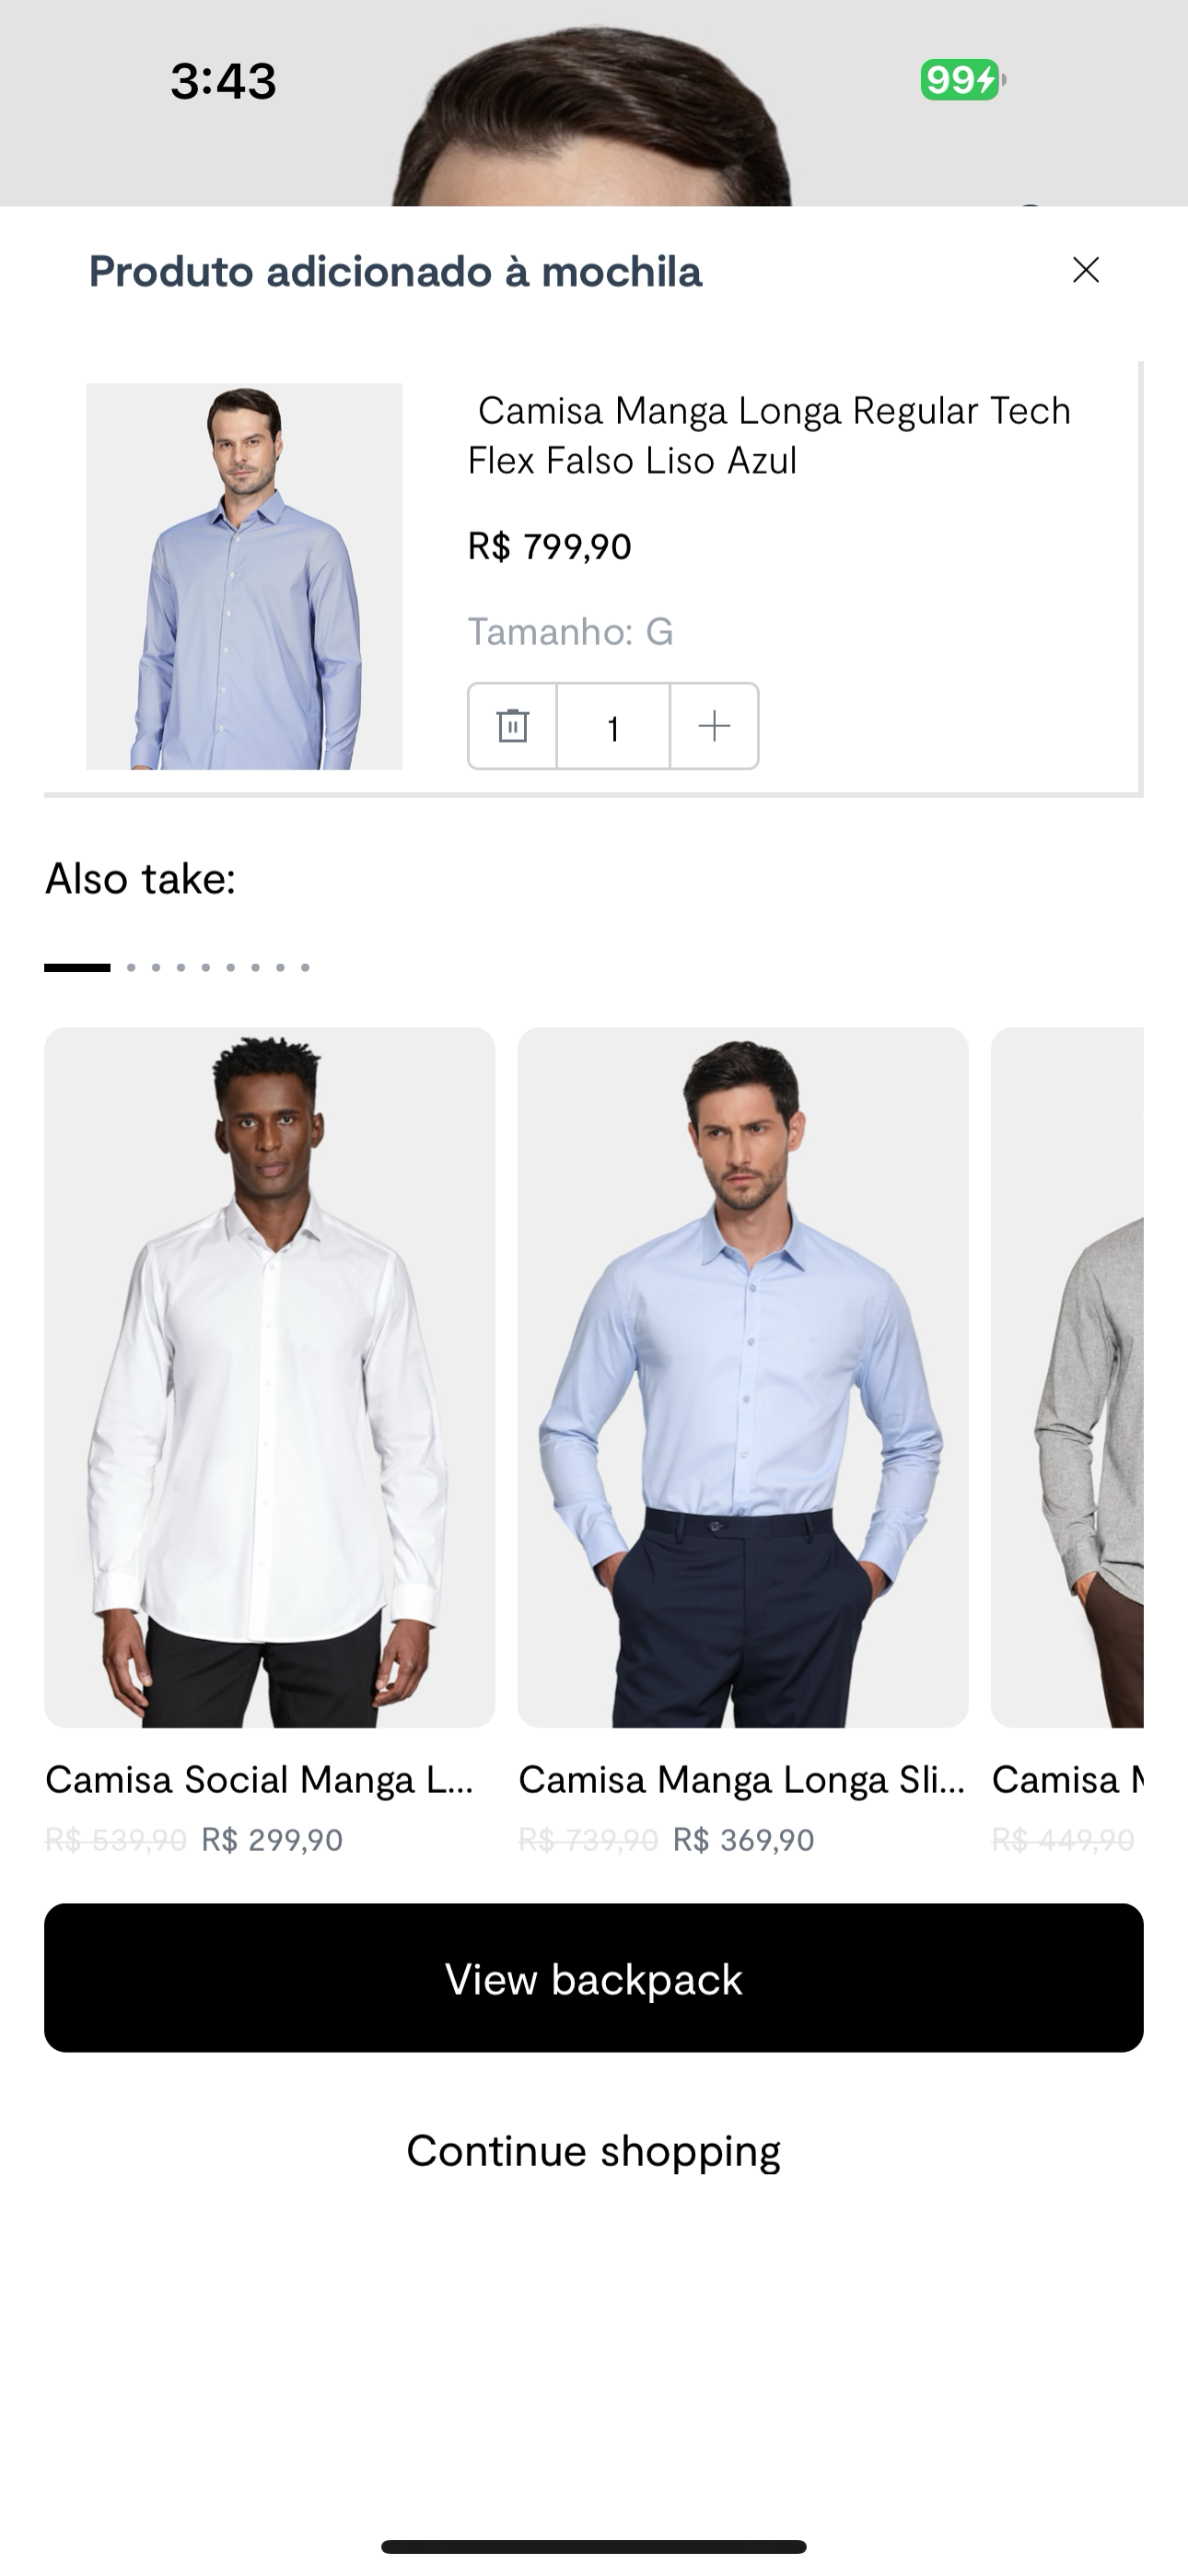 3:43
99
Produto adicionado à mochila
Camisa Manga Longa Regular Tech
Flex Falso Liso Azul
R$ 799,90
Tamanho: G
1
Also take:
Camisa Social Manga L...
R$ 539,90 R$ 299,90
Camisa Manga Longa Sli...
R$ 739,90 R$ 369,90
Camisa
R$ 449,90
View backpack
Continue shopping